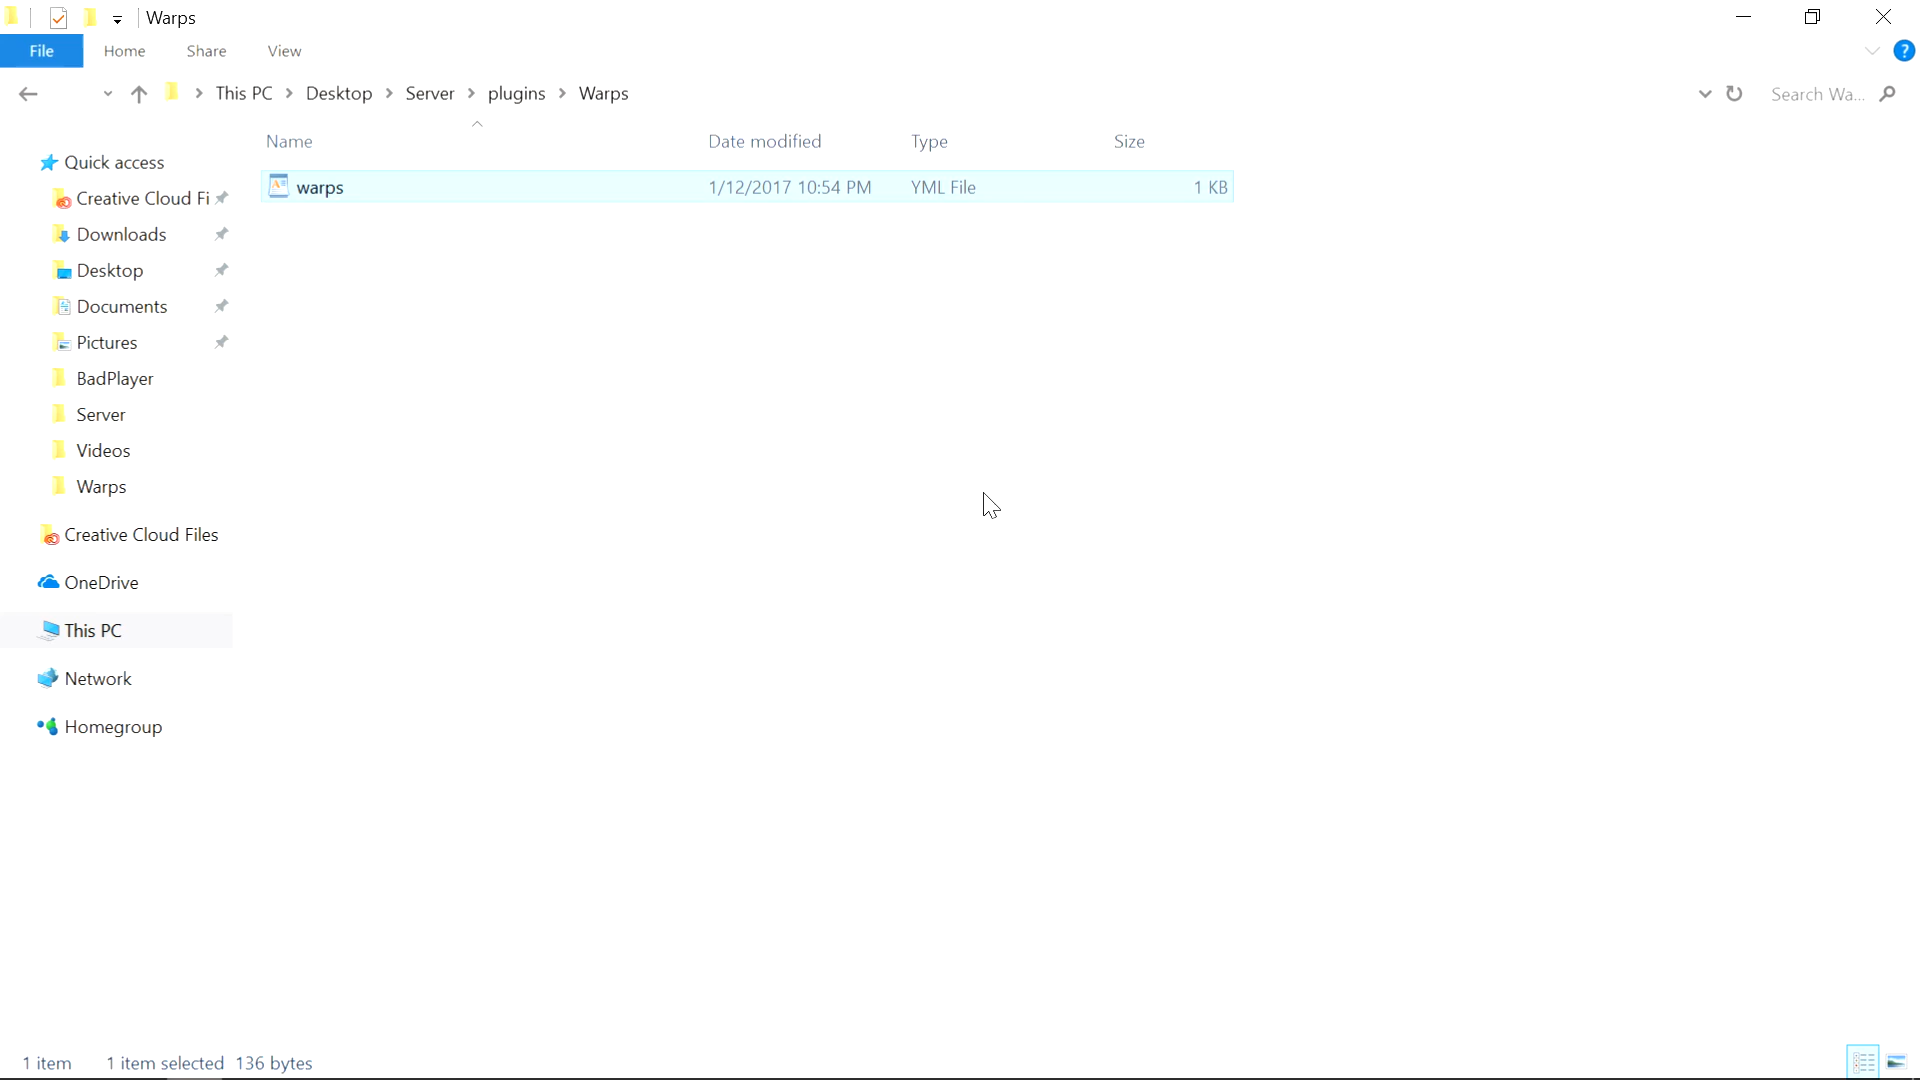 Warps
File Home Share View
This PC Desktop Server plugins Warps Search Wa...
Name Date modified Type Size
warps 1/12/2017 10:54 PM YML File 1 KB
Quick access
Creative Cloud Fi
Downloads
Desktop
Documents
Pictures
BadPlayer
Server
Videos
Warps
Creative Cloud Files
OneDrive
This PC
Network
Homegroup
1 item 1 item selected 136 bytes